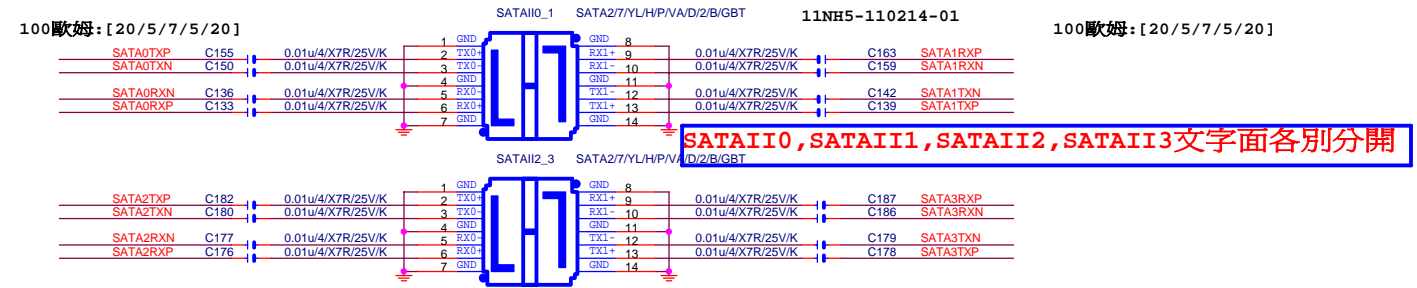 SATAII0_1 SATA2/7/YL/H/P/VA/D/2/B/GBT 11NH5-110214-01
100歐姆:[20/5/7/5/20] 100歐姆:[20/5/7/5/20]
1 GND GND 8
SATA0TXP C155 0.01u/4/X7R/25V/K 2 TX0+ RX1+ 9 0.01u/4/X7R/25V/K C163 SATA1RXP
SATA0TXN C150 0.01u/4/X7R/25V/K 3 TX0- RX1- 10 0.01u/4/X7R/25V/K C159 SATA1RXN
4 GND GND 11
SATA0RXN C136 0.01u/4/X7R/25V/K 5 RX0- TX1- 12 0.01u/4/X7R/25V/K C142 SATA1TXN
SATA0RXP C133 0.01u/4/X7R/25V/K 6 RX0+ TX1+ 13 0.01u/4/X7R/25V/K C139 SATA1TXP
7 GND GND 14
SATAII0,SATAII1,SATAII2,SATAII3文字面各別分開
SATAII2_3 SATA2/7/YL/H/P/VA/D/2/B/GBT
1 GND GND 8
SATA2TXP C182 0.01u/4/X7R/25V/K 2 TX0+ RX1+ 9 0.01u/4/X7R/25V/K C187 SATA3RXP
SATA2TXN C180 0.01u/4/X7R/25V/K 3 TX0- RX1- 10 0.01u/4/X7R/25V/K C186 SATA3RXN
4 GND GND 11
SATA2RXN C177 0.01u/4/X7R/25V/K 5 RX0- TX1- 12 0.01u/4/X7R/25V/K C179 SATA3TXN
SATA2RXP C176 0.01u/4/X7R/25V/K 6 RX0+ TX1+ 13 0.01u/4/X7R/25V/K C178 SATA3TXP
7 GND GND 14